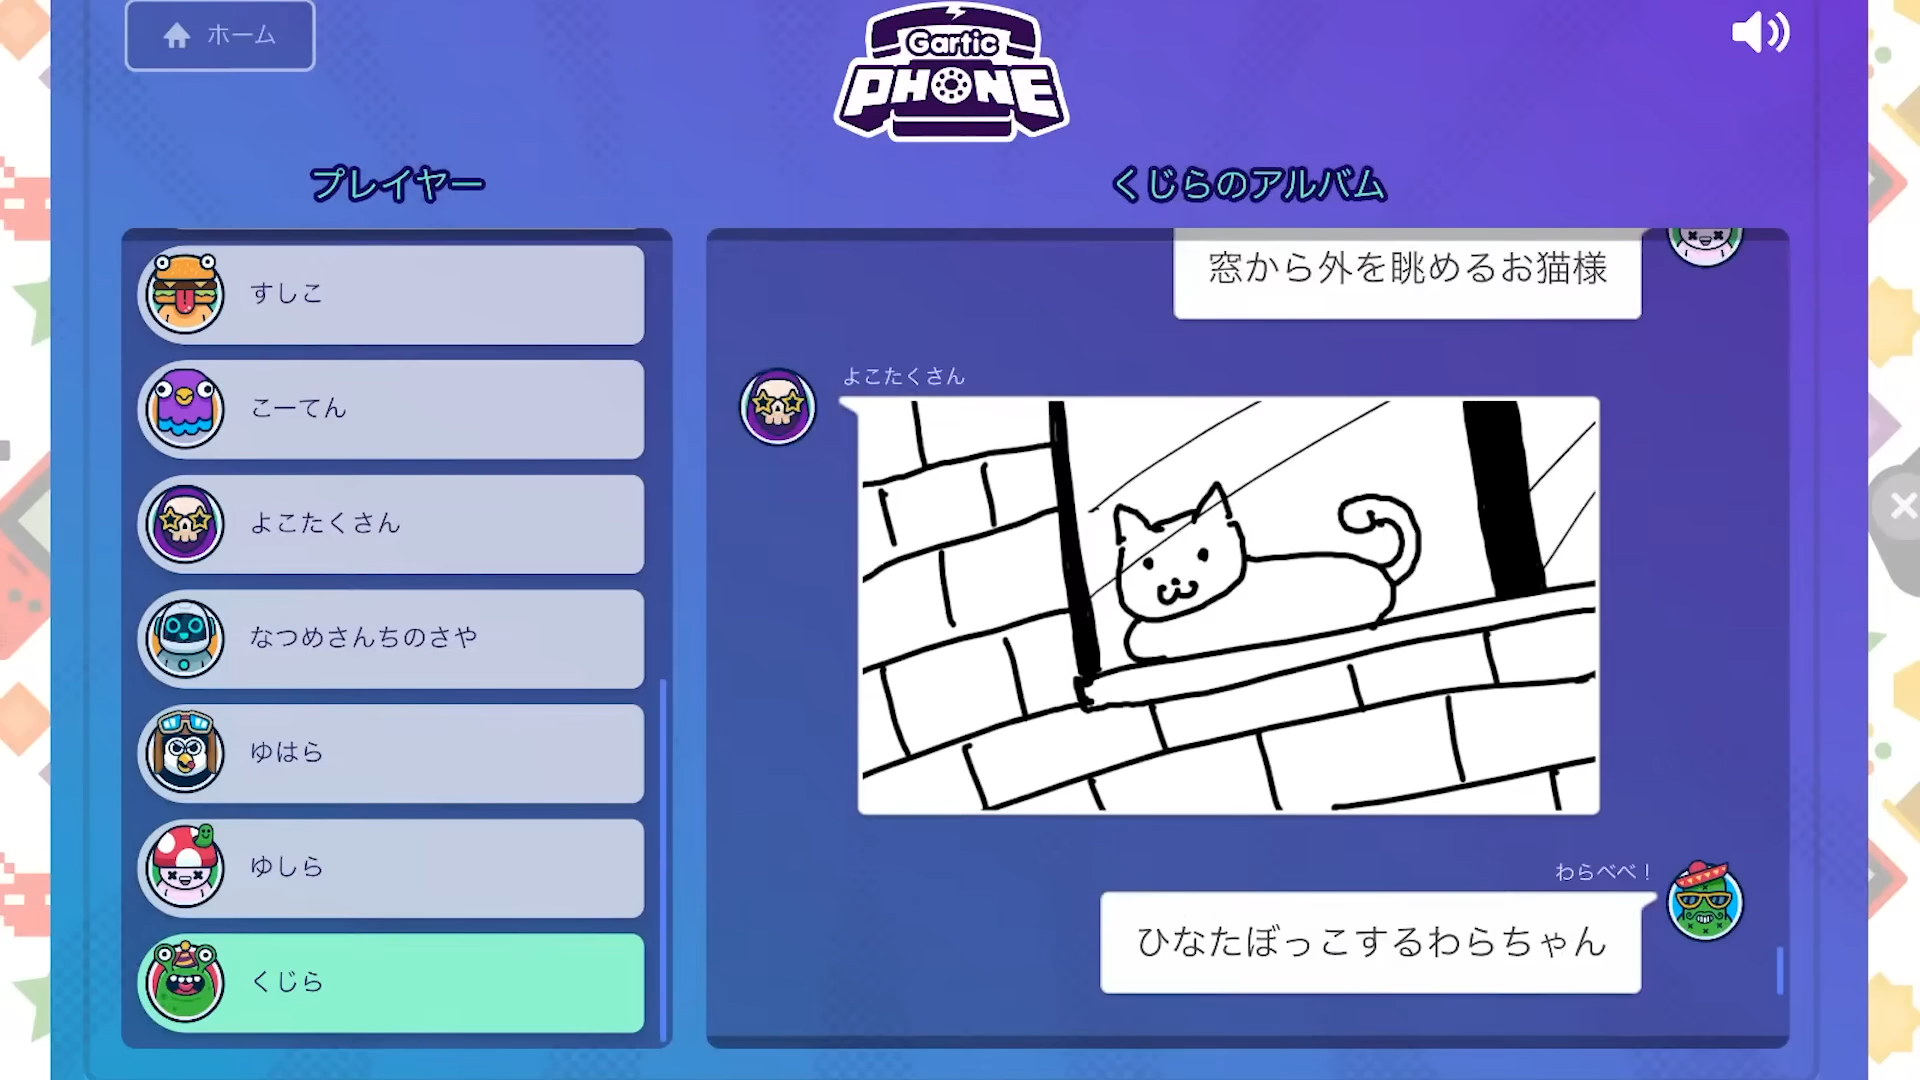 ホーム
Gartic
PHONE
プレイヤー
くじらのアルバム
すしこ
こーてん
よこたくさん
なつめさんちのさや
ゆはら
ゆしら
くじら
窓から外を眺めるお猫様
よこたくさん
わらべべ！
ひなたぼっこするわらちゃん